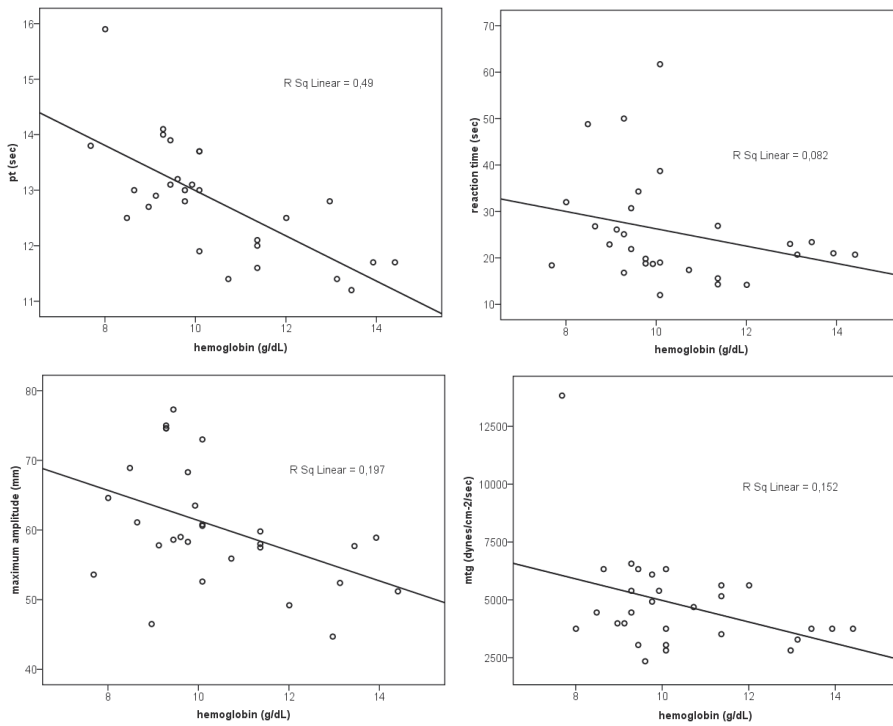 16
15
14
13
12
11
pt (sec)
R Sq Linear = 0,49
8 10 12 14
hemoglobin (g/dL)
70
60
50
40
30
20
10
reaction time (sec)
R Sq Linear = 0,082
8 10 12 14
hemoglobin (g/dL)
80
70
60
50
40
maximum amplitude (mm)
R Sq Linear = 0,197
8 10 12 14
hemoglobin (g/dL)
12500
10000
7500
5000
2500
mtg (dynes/cm-2/sec)
R Sq Linear = 0,152
8 10 12 14
hemoglobin (g/dL)